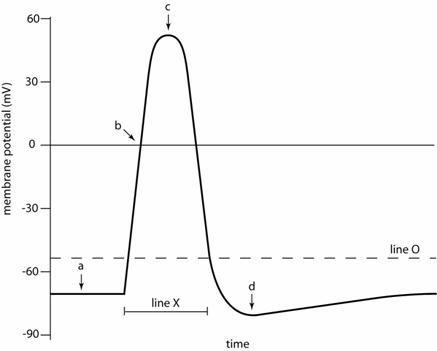 c
60
30
b
0
-30
line O
a
-60
d
line X
-90
time
membrane potential (mV)